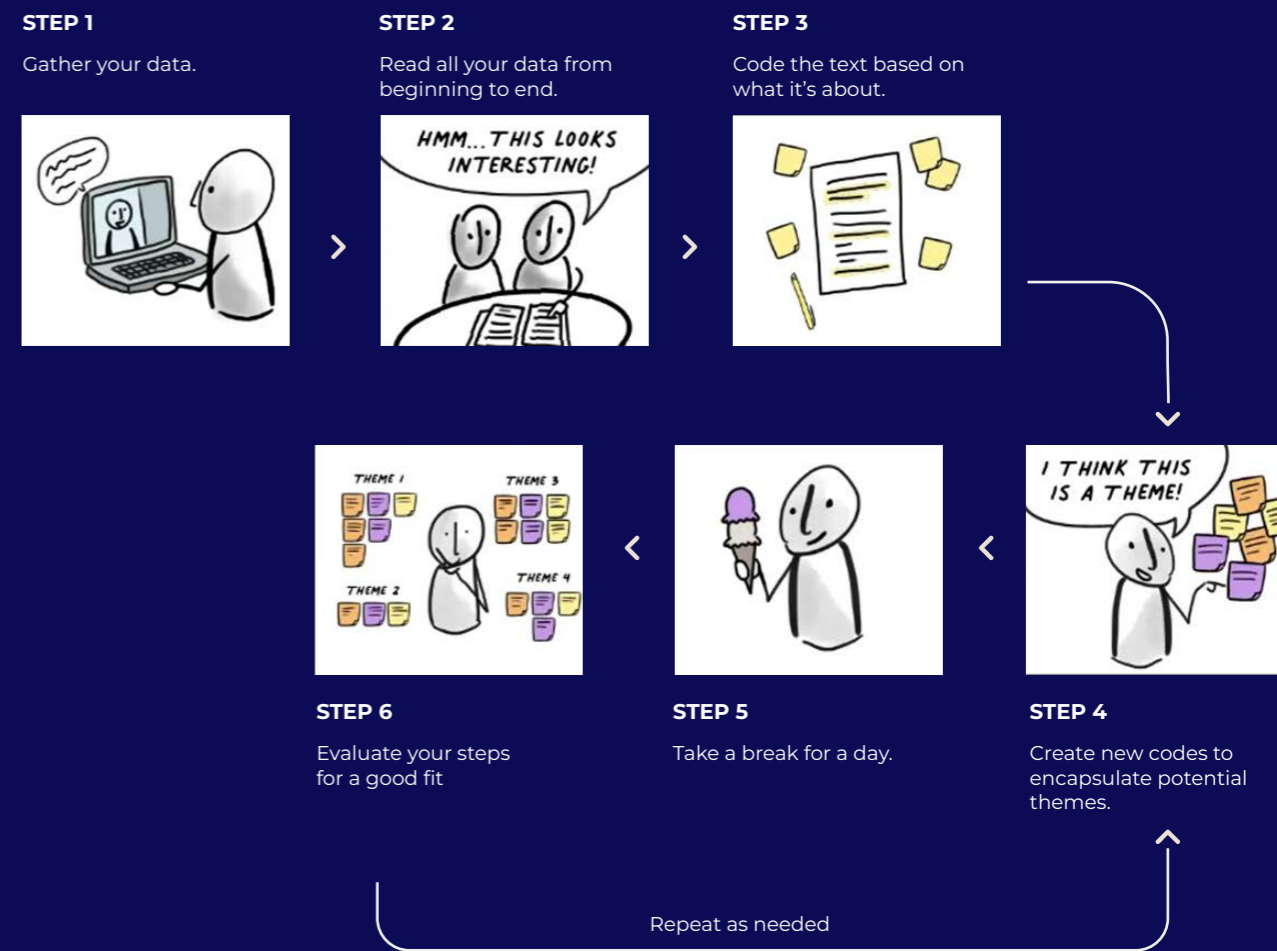 STEP 1
Gather your data.
STEP 2
Read all your data from
beginning to end.
HMM...THIS LOOKS
INTERESTING!
STEP 3
Code the text based on
what it's about.
I THINK THIS
IS A THEME!
STEP 4
Create new codes to
encapsulate potential
themes.
STEP 5
Take a break for a day.
THEME 1
THEME 3
THEME 2
THEME 4
STEP 6
Evaluate your steps
for a good fit
Repeat as needed